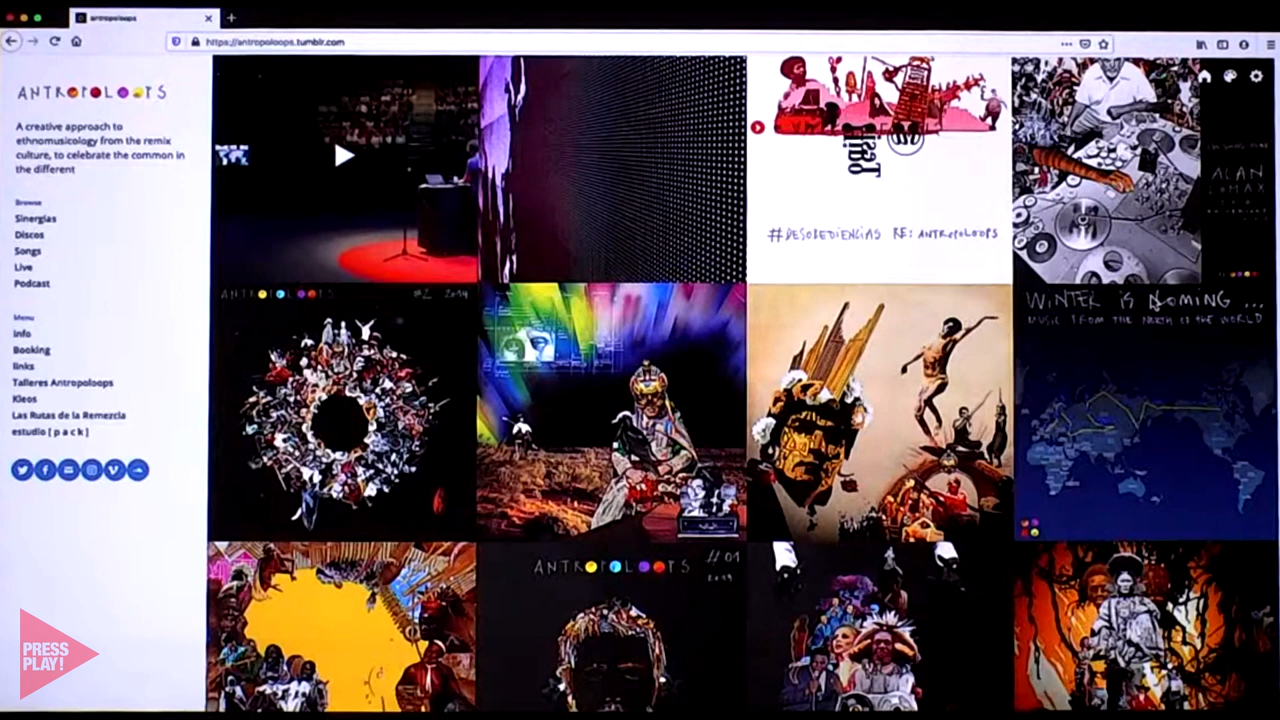 antropoloops
https://antropoloops.tumblr.com
ANTROPOLOOPS
A creative approach to
ethnomusicology from the remix
culture, to celebrate the common in
the different
Browse
Sinergias
Discos
Songs
Live
Podcast
Menu
Info
Booking
links
Talleres Antropoloops
Kleos
Las Rutas de la Remezcla
estudio [ p a c k ]
#DESOBEDIENCIAS RE: ANTROPOLOOPS
ALAN
LOMAX
ANTROPOLOOPS #2 2014
WINTER IS COMING ...
MUSIC FROM THE NORTH OF THE WORLD
ANTROPOLOOPS #01
PRESS
PLAY!